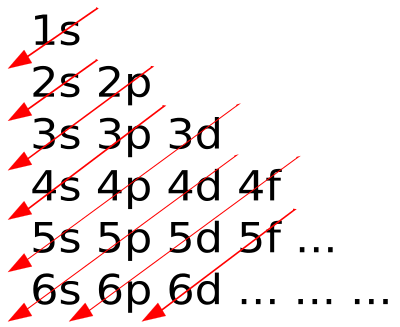 1s
2s 2p
3s 3p 3d
4s 4p 4d 4f
5s 5p 5d 5f ...
6s 6p 6d ... ... ...